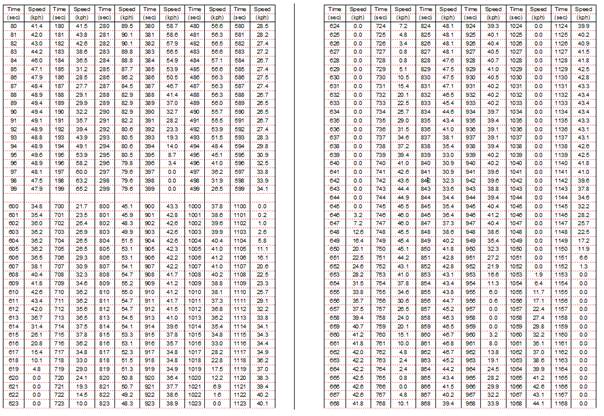 Time (sec) Speed (kph) Time (sec) Speed (kph) Time (sec) Speed (kph) Time (sec) Speed (kph) Time (sec) Speed (kph) Time (sec) Speed (kph)
80 41.4 180 41.5 280 89.5 380 58.7 480 56.6 580 28.5
81 42.0 181 43.8 281 90.1 381 58.6 481 56.3 581 28.2
82 43.0 182 42.6 282 90.1 382 57.9 482 56.5 582 27.4
83 44.2 183 38.6 283 89.8 383 56.5 483 56.5 583 27.2
84 46.0 184 36.5 284 88.8 384 54.9 484 57.1 584 26.7
85 47.1 185 31.2 285 87.7 385 53.9 485 56.6 585 27.4
86 47.9 186 28.5 286 86.2 386 50.5 486 56.3 586 27.5
87 48.4 187 27.7 287 84.5 387 46.7 487 56.3 587 27.4
88 48.9 188 29.1 288 82.9 388 41.4 488 56.5 588 26.7
89 49.4 189 29.9 289 82.9 389 37.0 489 56.0 589 26.5
90 49.4 190 32.2 290 82.9 390 32.7 490 55.7 590
91 49.1 191 35.7 291 82.2 391 28.2 491 55.5 591 26.7
92 48.9 192 39.4 292 80.6 392 23.3 492 53.9 592 27.4
93 48.8 193 43.9 293 80.5 393 19.3 493 51.5 593 28.3
94 48.9 194 49.1 294 80.6 394 14.0 494 48.4 594 29.8
95 49.6 195 53.9 295 80.5 395 8.7 495 45.1 595 30.9
96 48.9 196 58.2 296 79.8 396 3.4 496 41.0 596 32.5
97 48.1 197 60.0 297 79.6 397 0.0 497 36.2 597 33.8
98 47.5 198 63.2 298 79.6 398 0.0 498 31.9 598 33.9
99 47.9 199 65.2 299 79.6 399 0.0 499 26.5 599 34.1
600 34.8 700 21.7 800 45.1 900 43.3 1000 37.8 1100 0.0
601 35.4 701 23.5 801 45.9 901 42.8 1001 38.6 1101 0.2
602 36.0 702 26.4 802 48.3 902 42.6 1002 39.6 1102 1.0
603 36.2 703 26.9 803 49.9 903 42.6 1003 39.9 1103 2.6
604 36.2 704 26.5 804 51.5 904 42.6 1004 40.4 1104 5.8
605 36.2 705 26.5 805 53.1 905 42.3 1005 41.0 1105 11.1
606 36.5 706 29.3 806 53.1 906 42.2 1006 41.2 1106 16.1
607 38.1 707 30.9 807 54.1 907 42.2 1007 41.0 1107 20.6
608 40.4 708 32.3 808 54.7 908 41.7 1008 40.2 1108 22.5
609 41.8 709 34.6 809 55.2 909 41.2 1009 38.8 1109 23.3
610 42.6 710 36.2 810 55.0 910 41.2 1010 38.1 1110 25.7
611 43.4 711 36.2 811 54.7 911 41.7 1011 37.3 1111 29.1
612 42.0 712 35.6 812 54.7 912 41.5 1012 36.8 1112 32.2
613 36.7 713 36.5 813 54.5 913 41.0 1013 36.2 1113 33.8
614 31.4 714 37.5 814 54.1 914 39.6 1014 35.4 1114 34.1
615 26.1 715 37.8 815 53.3 915 37.8 1015 34.8 1115 34.3
616 20.8 716 36.2 816 53.1 916 35.7 1016 33.0 1116 34.4
617 15.4 717 34.8 817 52.3 917 34.8 1017 28.2 1117 34.9
618 10.1 718 33.0 818 51.5 918 34.8 1018 22.8 1118 36.2
619 4.8 719 29.0 819 51.3 919 34.9 1019 17.5 1119 37.0
620 0.0 720 24.1 820 50.8 920 36.4 1020 12.2 1120 38.3
621 0.0 721 19.3 821 50.7 921 37.7 1021 6.9 1121 39.4
622 0.0 722 14.5 822 49.2 922 38.6 1022 1.6 1122 40.2
623 0.0 723 10.0 823 48.3 923 38.9 1023 0.0 1123 40.1
Time (sec) Speed (kph) Time (sec) Speed (kph) Time (sec) Speed (kph) Time (sec) Speed (kph) Time (sec) Speed (kph) Time (sec) Speed (kph)
624 0.0 724 7.2 824 48.1 924 39.3 1024 0.0 1124 39.9
625 0.0 725 4.8 825 48.1 925 40.1 1025 0.0 1125 40.2
626 0.0 726 3.4 826 48.1 926 40.4 1026 0.0 1126 40.9
627 0.0 727 0.8 827 48.1 927 40.5 1027 0.0 1127 41.5
628 0.0 728 0.8 828 47.6 928 40.7 1028 0.0 1128 41.8
629 0.0 729 5.1 829 47.5 929 41.0 1029 0.0 1129 42.5
630 0.0 730 10.5 830 47.5 930 40.5 1030 0.0 1130 42.8
631 0.0 731 15.4 831 47.1 931 40.2 1031 0.0 1131 43.3
632 0.0 732 20.1 832 46.5 932 40.2 1032 0.0 1132 43.4
633 0.0 733 22.5 833 45.4 933 40.2 1033 0.0 1133 43.4
634 0.0 734 25.7 834 44.6 934 39.7 1034 0.0 1134 43.4
635 0.0 735 29.0 835 43.4 935 39.4 1035 0.0 1135 43.3
636 0.0 736 31.5 836 41.0 936 39.1 1036 0.0 1136 43.1
637 0.0 737 34.6 837 38.1 937 39.1 1037 0.0 1137 43.1
638 0.0 738 37.2 838 35.4 938 39.4 1038 0.0 1138 42.6
639 0.0 739 39.4 839 33.0 939 40.2 1039 0.0 1139 42.5
640 0.0 740 41.0 840 30.9 940 40.9 1040 0.0 1140 41.8
641 0.0 741 42.6 841 30.9 941 39.6 1041 0.0 1141 41.0
642 0.0 742 43.6 842 32.3 942 39.6 1042 0.0 1142 39.6
643 0.0 743 44.4 843 33.6 943 38.8 1043 0.0 1143 37.8
644 0.0 744 44.9 844 34.4 944 39.4 1044 0.0 1144 34.6
645 0.0 745 45.5 845 35.4 945 40.4 1045 0.0 1145 32.2
646 3.2 746 46.0 846 36.4 946 41.2 1046 0.0 1146 28.2
647 7.2 747 46.0 847 37.3 947 40.4 1047 0.0 1147 25.7
648 12.6 748 45.5 848 38.6 948 38.6 1048 0.0 1148 22.5
649 16.4 749 45.4 849 40.2 949 35.4 1049 0.0 1149 17.2
650 20.1 750 45.1 850 41.8 950 32.3 1050 0.0 1150 11.9
651 22.5 751 44.2 851 42.8 951 27.2 1051 0.0 1151 6.6
652 24.6 752 43.1 852 42.8 952 21.9 1052 0.0 1152 1.3
653 28.2 753 41.0 853 43.1 953 16.6 1053 1.9 1153 0.0
654 31.5 754 37.8 854 43.4 954 11.3 1054 6.4 1154 0.0
655 33.8 755 34.6 855 43.8 955 6.0 1055 11.7 1155 0.0
656 35.7 756 30.6 856 44.7 956 0.6 1056 17.1 1156 0.0
657 37.5 757 26.5 857 45.2 957 0.0 1057 22.4 1157 0.0
658 39.4 758 24.0 858 46.3 958 0.0 1058 27.4 1158 0.0
659 40.7 759 20.1 859 46.5 959 0.0 1059 29.8 1159 0.0
660 41.2 760 15.1 860 46.7 960 3.2 1060 32.2 1160 0.0
661 41.8 761 10.0 861 46.8 961 8.0 1061 35.1 1161 0.0
662 42.0 762 4.8 862 46.7 962 13.8 1062 37.0 1162 0.0
663 42.2 763 2.4 863 45.2 963 19.1 1063 38.6 1163 0.0
664 42.2 764 2.4 864 44.2 964 24.5 1064 39.9 1164 0.0
665 42.5 765 0.8 865 43.4 965 28.2 1065 41.2 1165 0.0
666 42.6 766 0.0 866 41.5 966 29.9 1066 42.6 1166 0.0
667 42.6 767 4.8 867 40.2 967 32.2 1067 43.1 1167 0.0
668 41.8 768 10.1 868 39.4 968 33.9 1068 44.1 1168 0.0